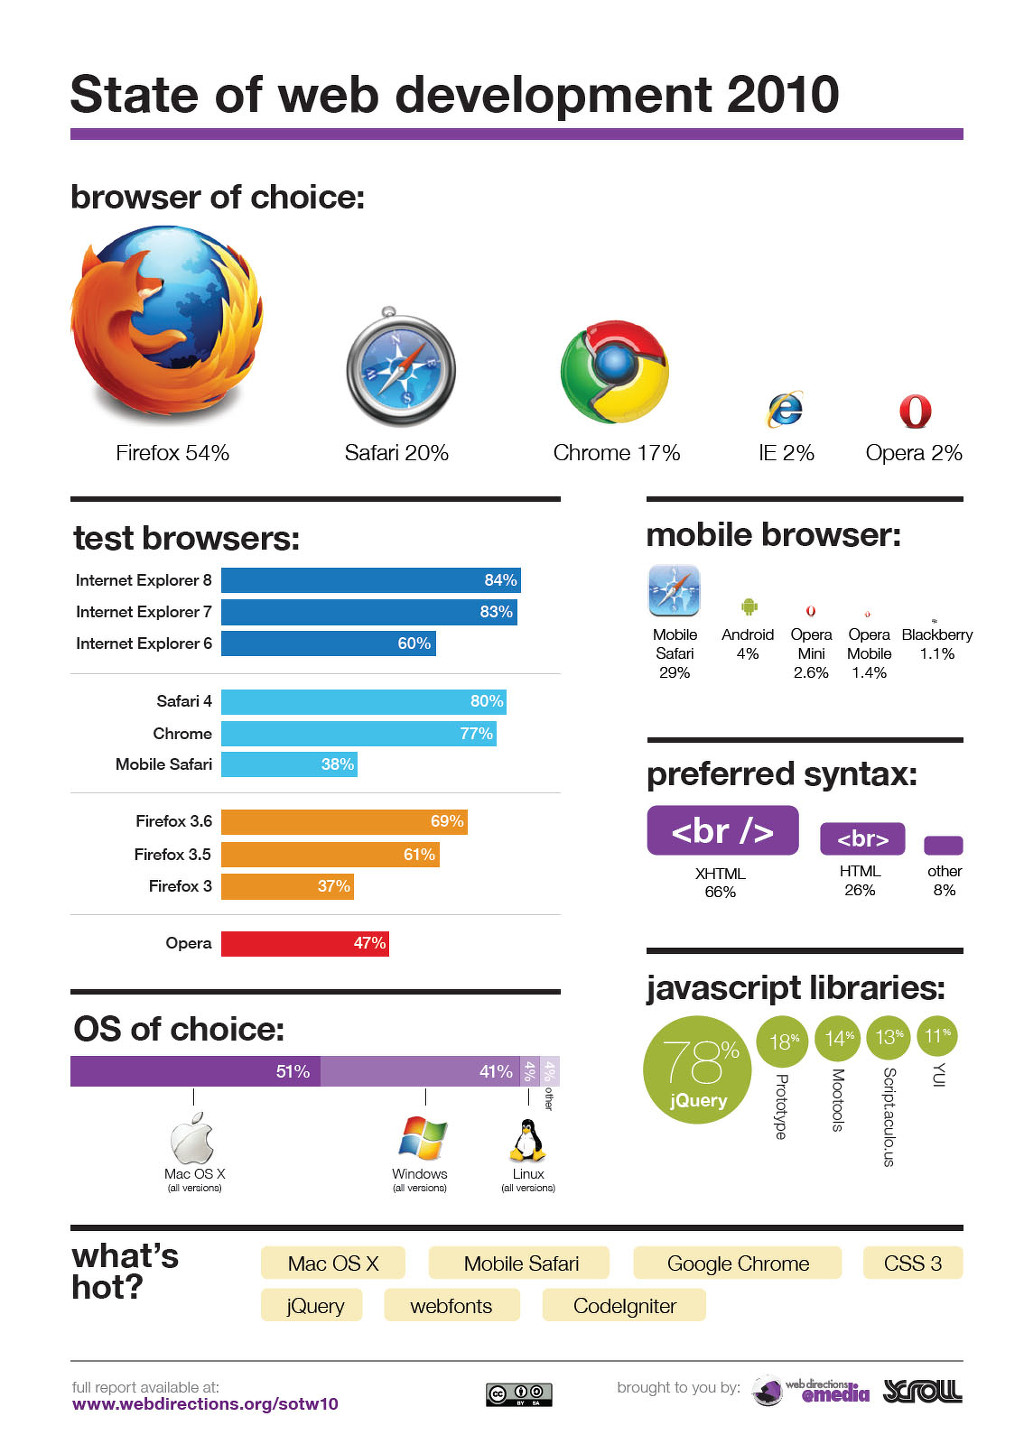 State of web development 2010
browser of choice:
Firefox 54%
Safari 20%
Chrome 17%
IE 2%
Opera 2%
test browsers:
Internet Explorer 8 84%
Internet Explorer 7 83%
Internet Explorer 6 60%
Safari 4 80%
Chrome 77%
Mobile Safari 38%
Firefox 3.6 69%
Firefox 3.5 61%
Firefox 3 37%
Opera 47%
mobile browser:
Mobile
Safari
29%
Android
4%
Opera
Mini
2.6%
Opera
Mobile
1.4%
Blackberry
1.1%
preferred syntax:
<br />
XHTML
66%
<br>
HTML
26%
other
8%
javascript libraries:
78%
jQuery
18%
Prototype
14%
Mootools
13%
Script.aculo.us
11%
YUI
OS of choice:
51%
41%
4%
4%
other
Mac OS X
(all versions)
Windows
(all versions)
Linux
(all versions)
what's
hot?
Mac OS X
Mobile Safari
Google Chrome
CSS 3
jQuery
webfonts
CodeIgniter
full report available at:
www.webdirections.org/sotw10
cc
BY SA
brought to you by:
web directions
@media
SCROLL